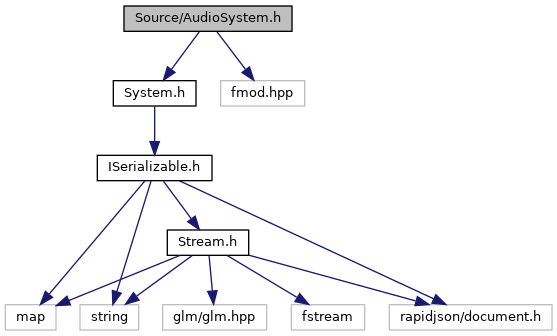 Source/AudioSystem.h
System.h
fmod.hpp
ISerializable.h
Stream.h
map
string
glm/glm.hpp
fstream
rapidjson/document.h